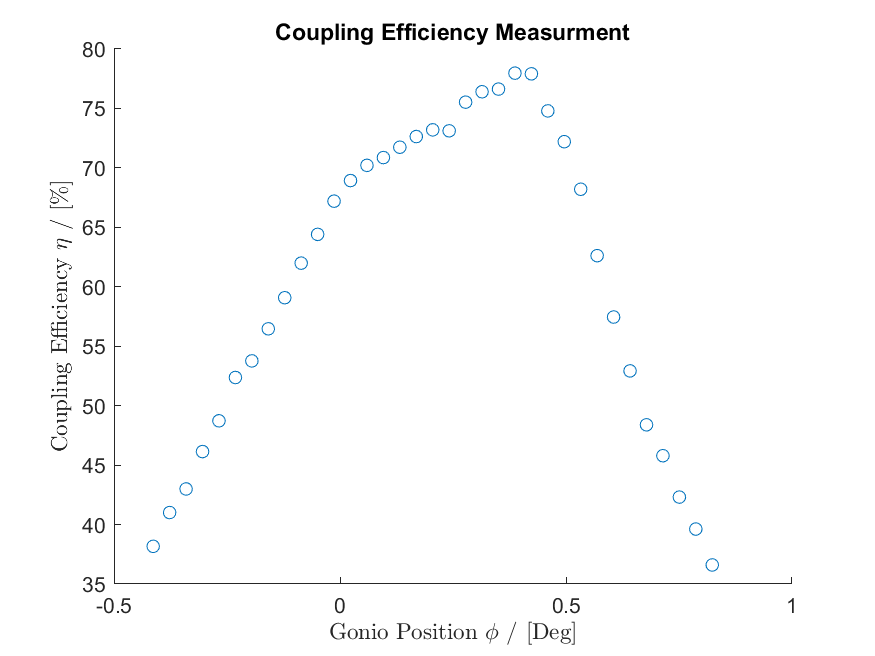 Coupling Efficiency Measurment
80
75
70
65
60
55
50
45
40
35
Coupling Efficiency η / [%]
-0.5 0 0.5 1
Gonio Position ϕ / [Deg]